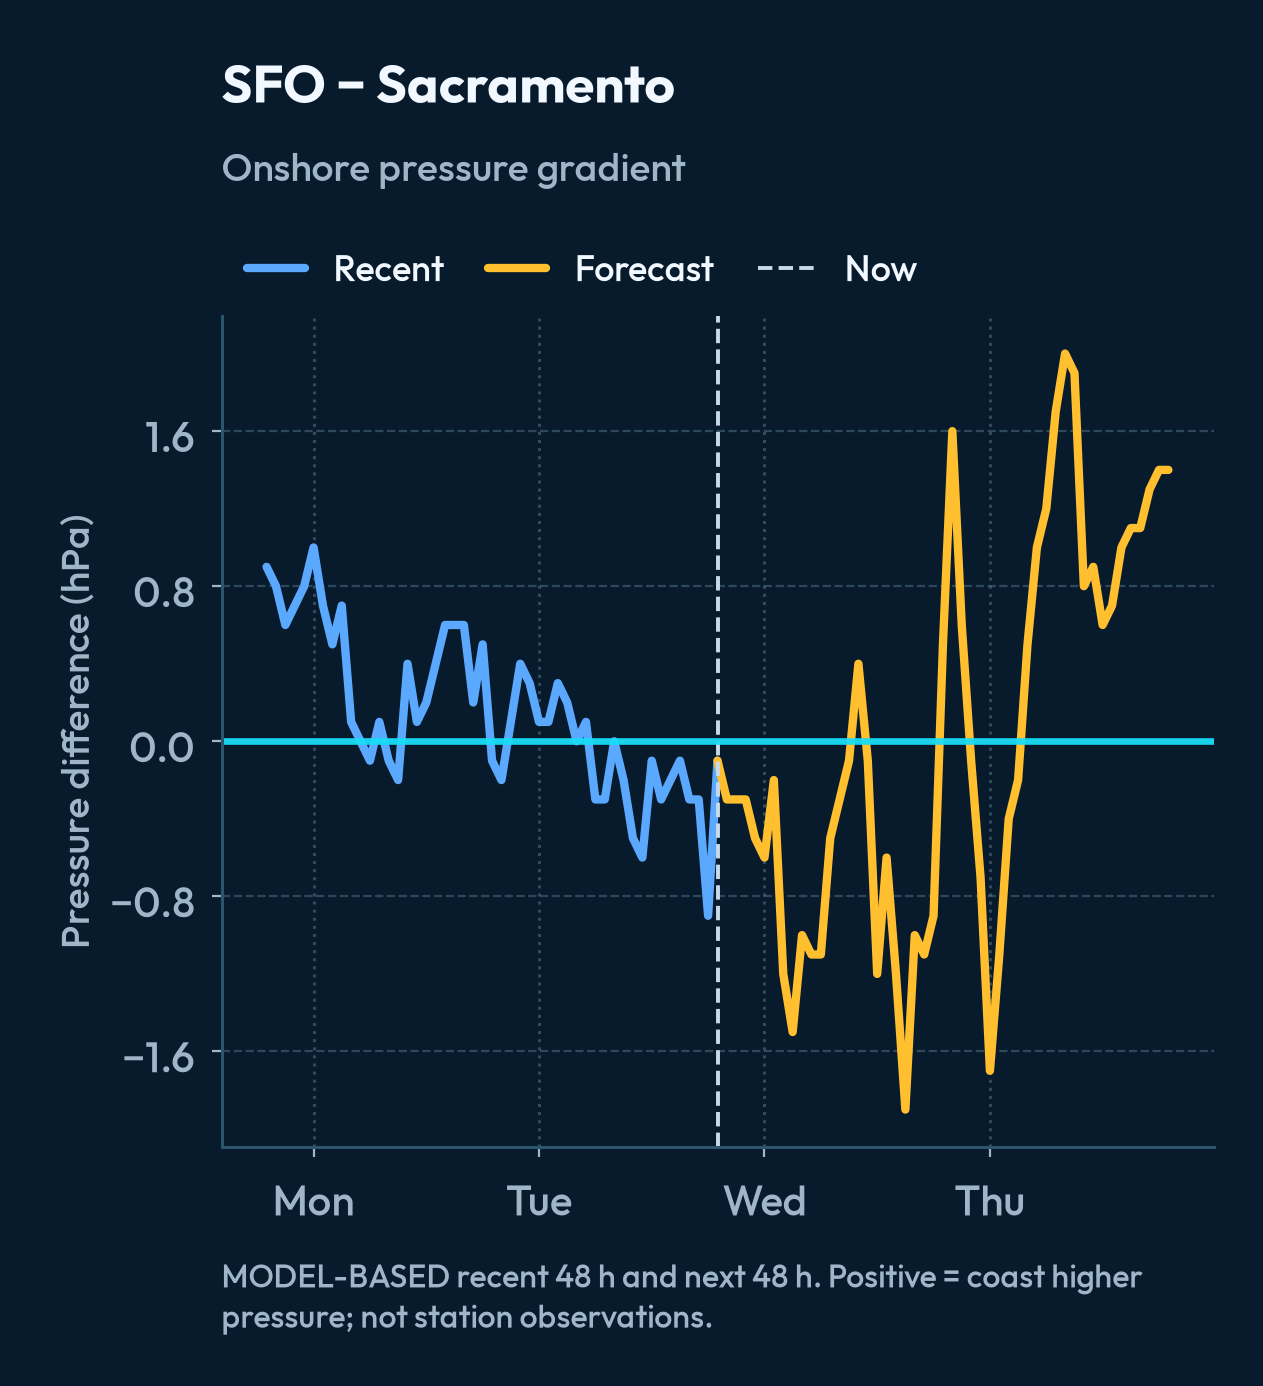 SFO – Sacramento
Onshore pressure gradient
Recent Forecast Now
Pressure difference (hPa)
1.6
0.8
0.0
−0.8
−1.6
Mon Tue Wed Thu
MODEL-BASED recent 48 h and next 48 h. Positive = coast higher
pressure; not station observations.